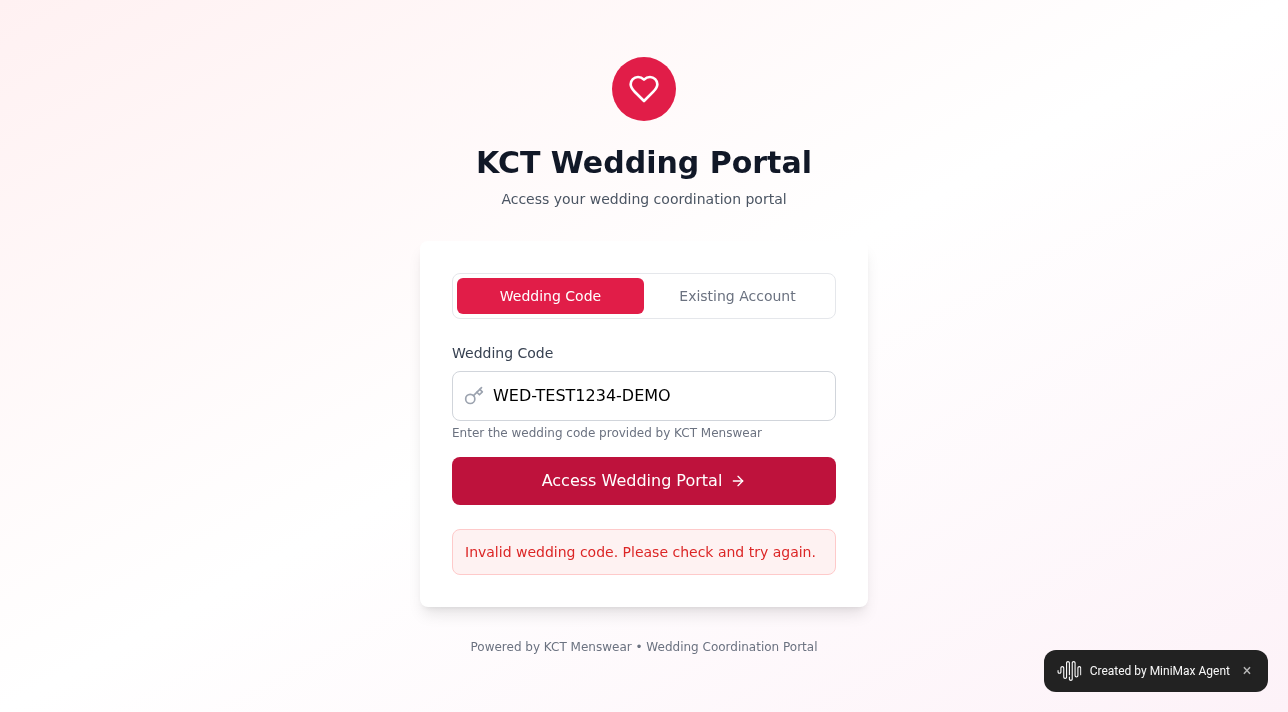 KCT Wedding Portal
Access your wedding coordination portal
Wedding Code
Existing Account
Wedding Code
WED-TEST1234-DEMO
Enter the wedding code provided by KCT Menswear
Access Wedding Portal →
Invalid wedding code. Please check and try again.
Powered by KCT Menswear • Wedding Coordination Portal
Created by MiniMax Agent ×